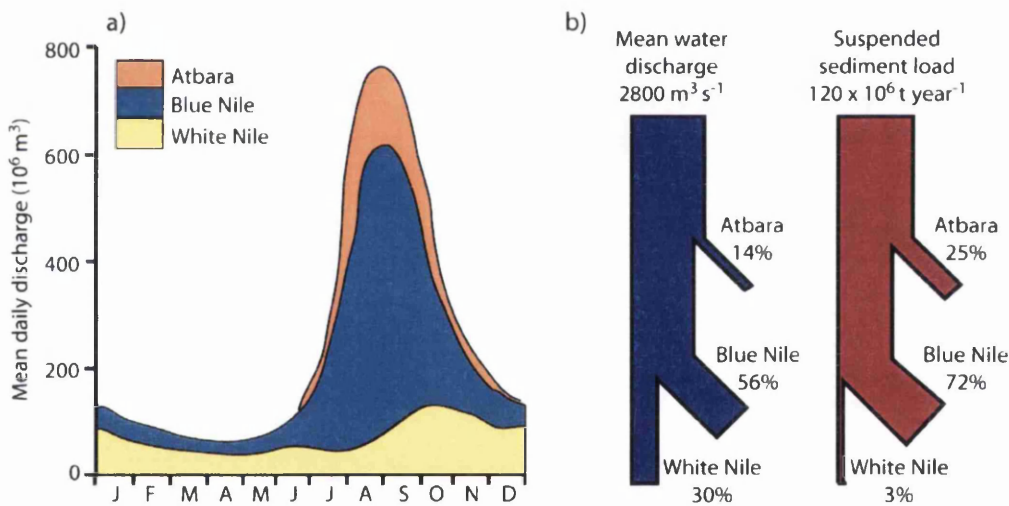 a)
800
600
400
200
0
Mean daily discharge (10⁶ m³)
Atbara
Blue Nile
White Nile
J F M A M J J A S O N D
b)
Mean water
discharge
2800 m³ s⁻¹
Atbara
14%
Blue Nile
56%
White Nile
30%
Suspended
sediment load
120 x 10⁶ t year⁻¹
Atbara
25%
Blue Nile
72%
White Nile
3%